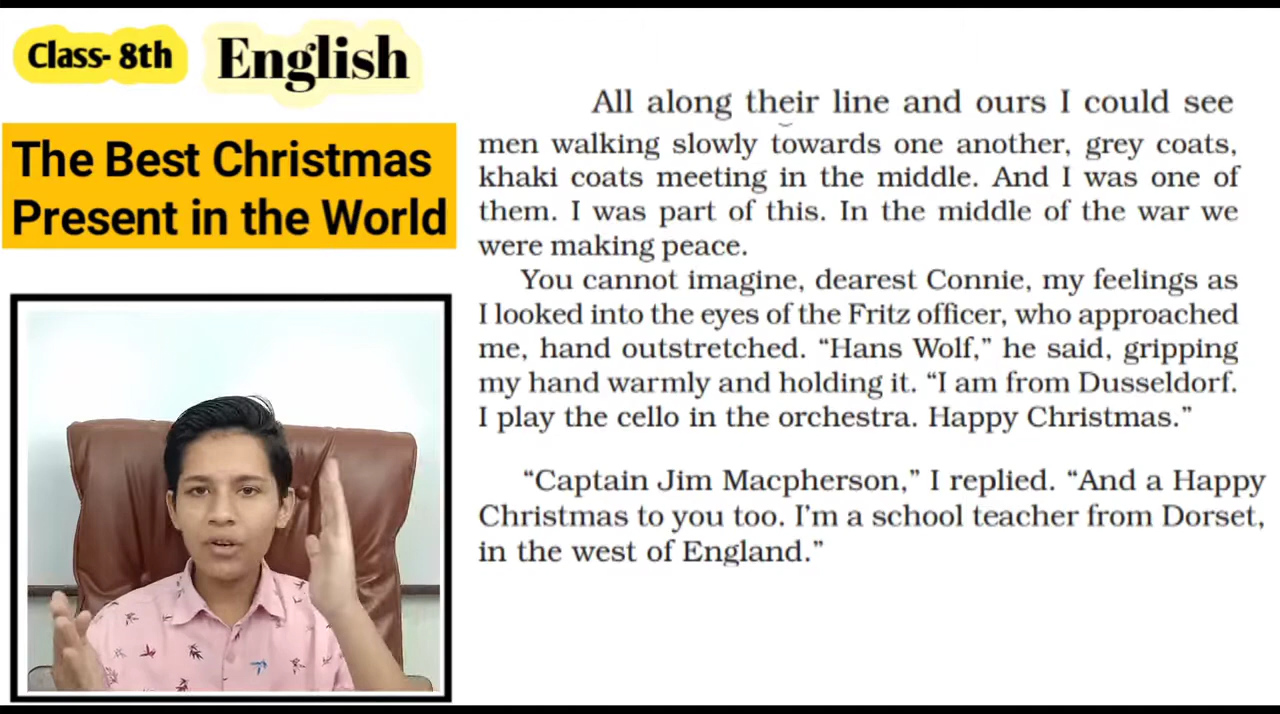 Class- 8th
English
The Best Christmas
Present in the World
All along their line and ours I could see
men walking slowly towards one another, grey coats,
khaki coats meeting in the middle. And I was one of
them. I was part of this. In the middle of the war we
were making peace.
You cannot imagine, dearest Connie, my feelings as
I looked into the eyes of the Fritz officer, who approached
me, hand outstretched. “Hans Wolf,” he said, gripping
my hand warmly and holding it. “I am from Dusseldorf.
I play the cello in the orchestra. Happy Christmas.”
“Captain Jim Macpherson,” I replied. “And a Happy
Christmas to you too. I’m a school teacher from Dorset,
in the west of England.”